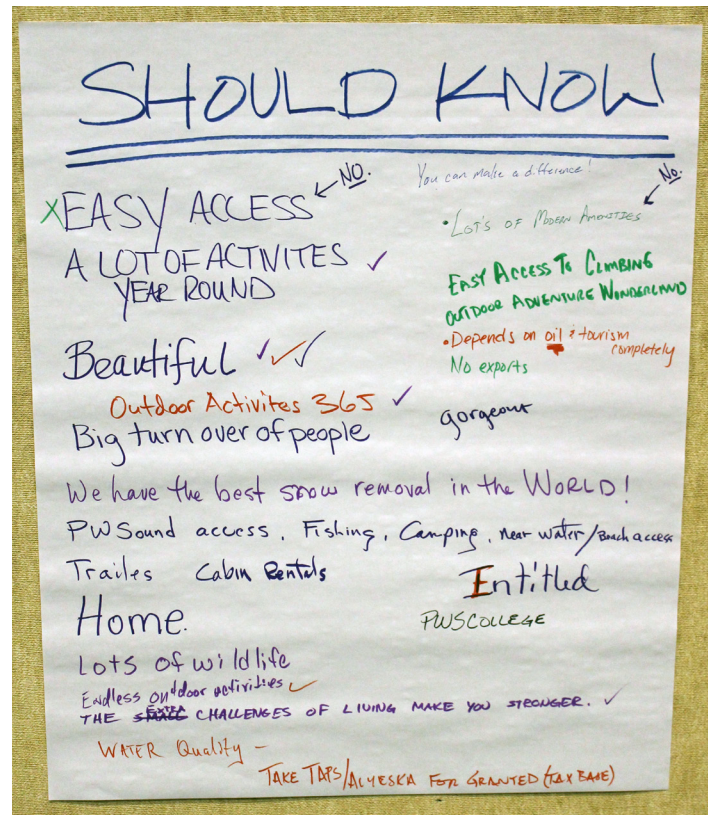 SHOULD KNOW
You can make a difference!
X EASY ACCESS ← NO.
• LOT'S OF MODERN AMENITIES ← No.
A LOT OF ACTIVITES ✓
YEAR ROUND
EASY ACCESS TO CLIMBING
OUTDOOR ADVENTURE WONDERLAND
• Depends on oil & tourism
completely
Beautiful ✓✓✓
No exports
Outdoor Activites 365 ✓
gorgeous
Big turn over of people
We have the best snow removal in the WORLD!
PWSound access, Fishing, Camping, near water/Beach access
Trailes Cabin Rentals
Entitled
Home.
PWSCOLLEGE
Lots of wildlife
Endless outdoor activities ✓
EXTRA
THE SMALL CHALLENGES OF LIVING MAKE YOU STRONGER. ✓
WATER Quality –
TAKE TAPS/ALYESKA FOR GRANTED (TAX BASE)